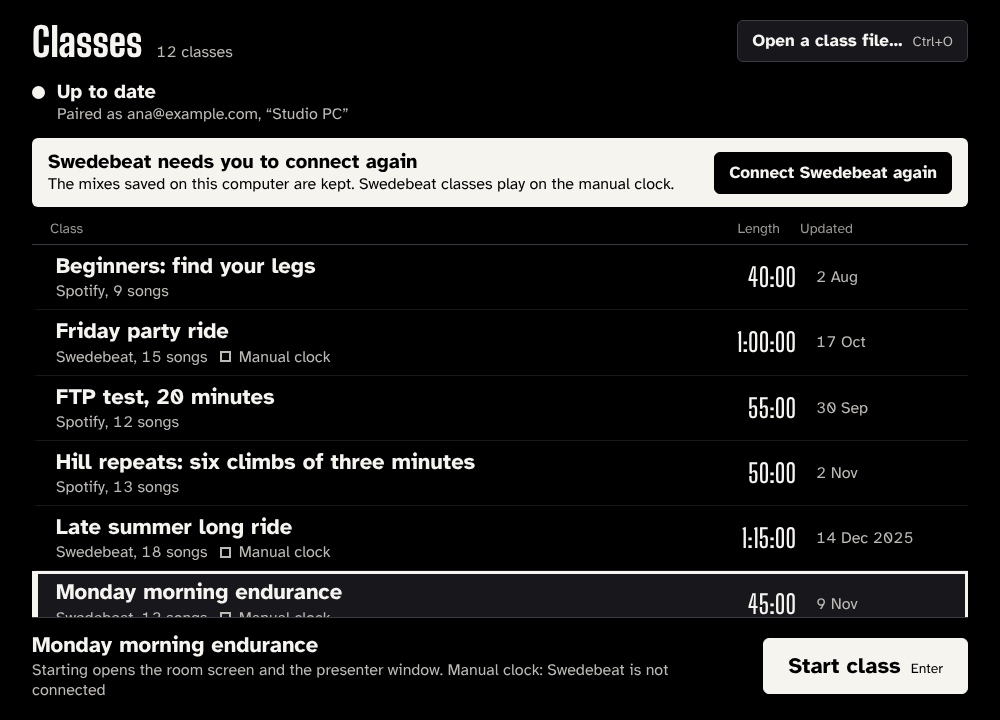 Classes 12 classes Open a class file... Ctrl+O
Up to date
Paired as ana@example.com, “Studio PC”
Swedebeat needs you to connect again
The mixes saved on this computer are kept. Swedebeat classes play on the manual clock.
Connect Swedebeat again
Class Length Updated
Beginners: find your legs
Spotify, 9 songs
40:00 2 Aug
Friday party ride
Swedebeat, 15 songs Manual clock
1:00:00 17 Oct
FTP test, 20 minutes
Spotify, 12 songs
55:00 30 Sep
Hill repeats: six climbs of three minutes
Spotify, 13 songs
50:00 2 Nov
Late summer long ride
Swedebeat, 18 songs Manual clock
1:15:00 14 Dec 2025
Monday morning endurance
Swedebeat, 12 songs Manual clock
45:00 9 Nov
Monday morning endurance
Starting opens the room screen and the presenter window. Manual clock: Swedebeat is not
connected
Start class Enter